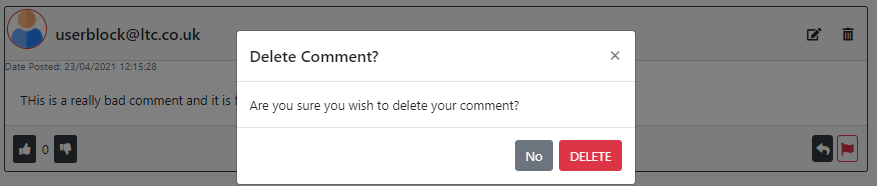 userblock@ltc.co.uk
Delete Comment?
×
Date Posted: 23/04/2021 12:15:28
THis is a really bad comment and it is
Are you sure you wish to delete your comment?
0
No
DELETE